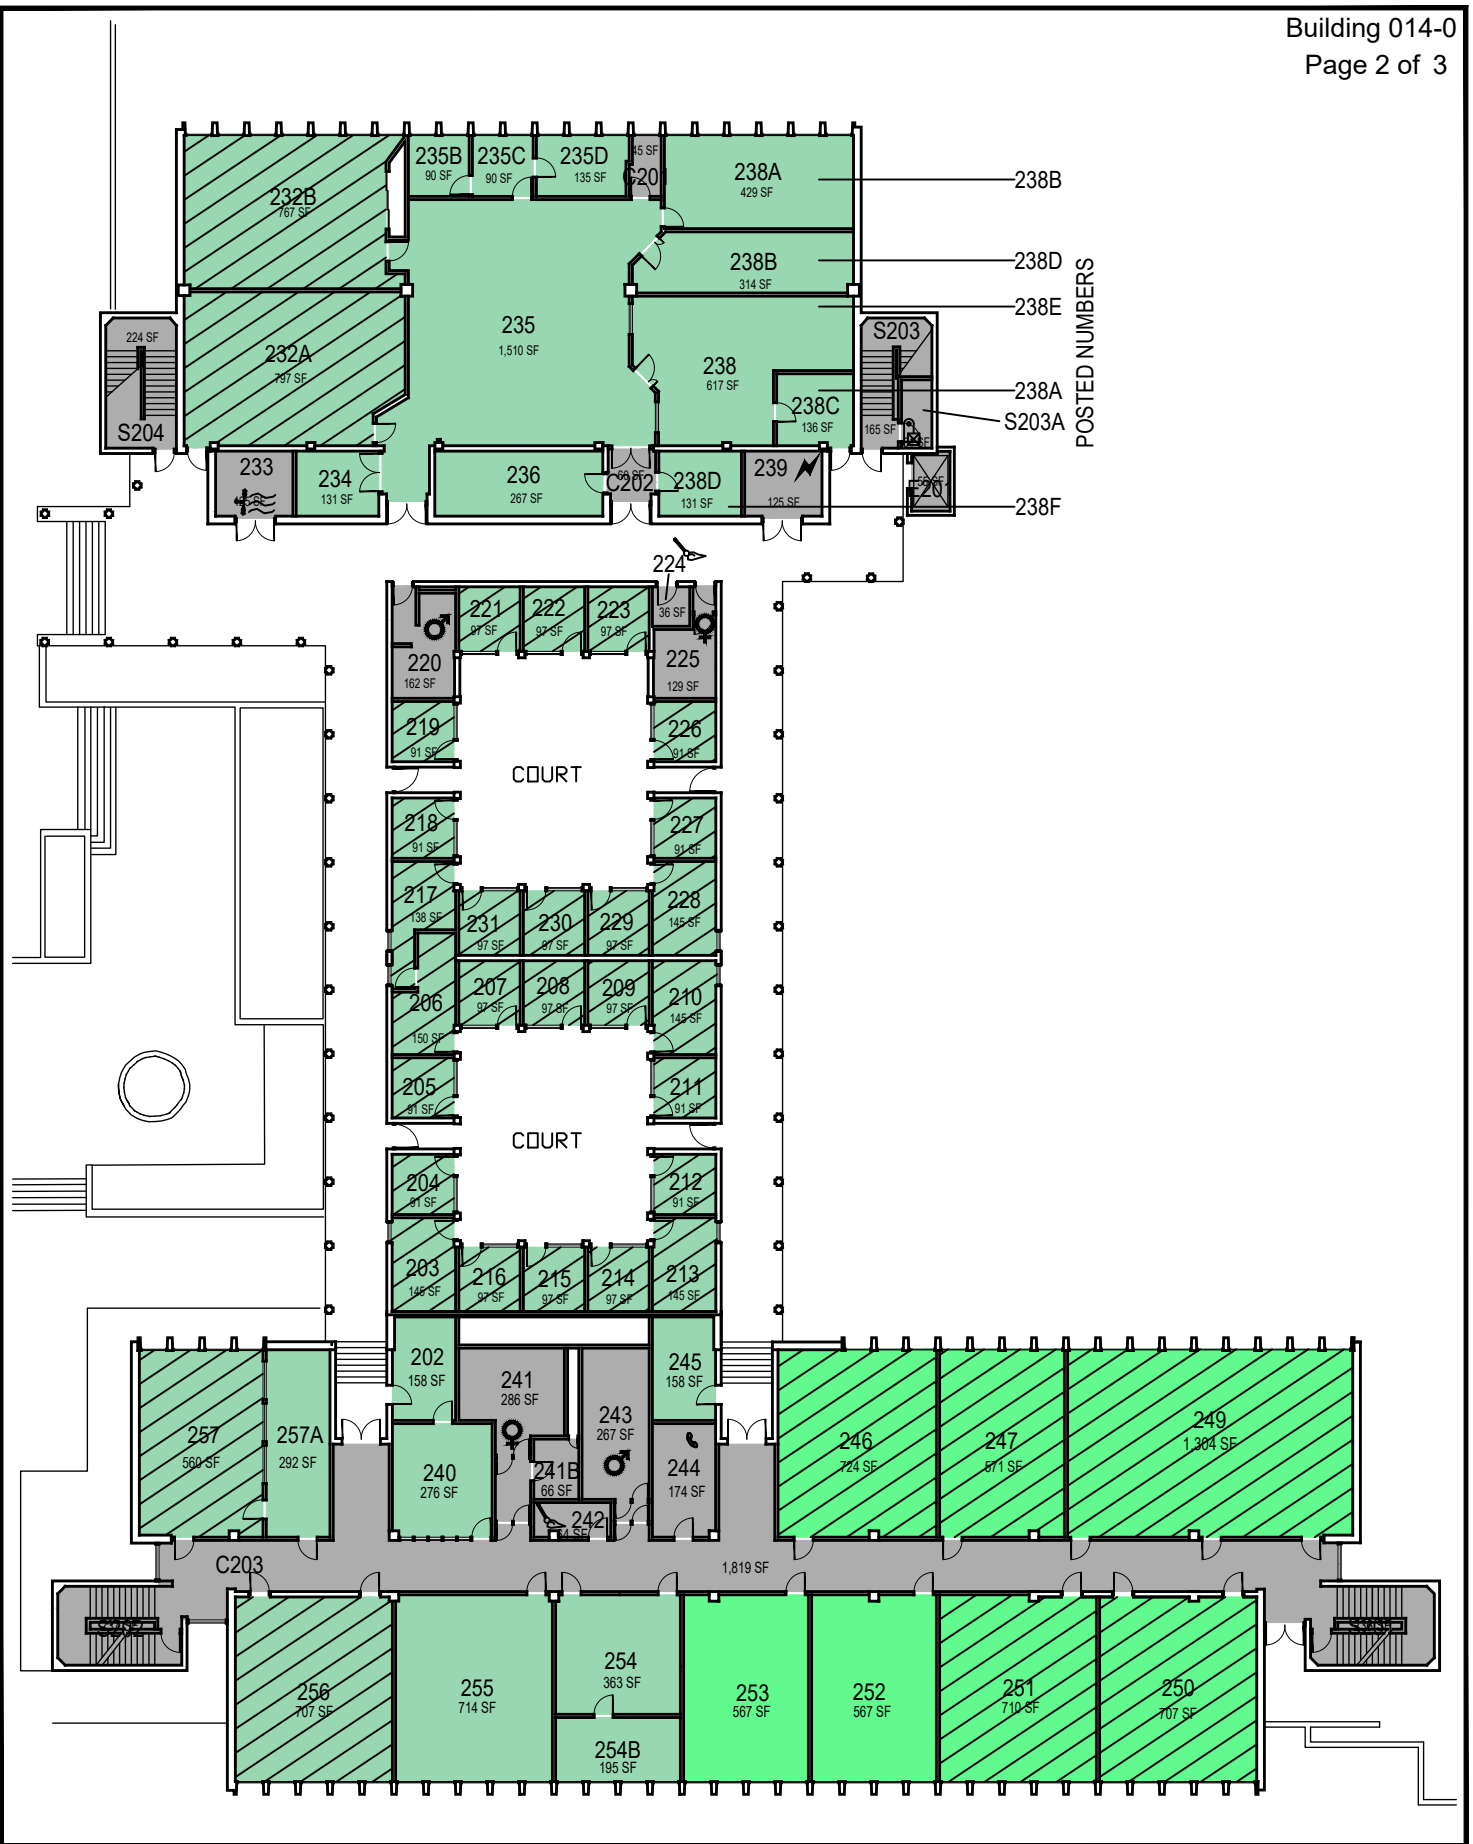 Building 014-0
Page 2 of 3
235B
90 SF
235C
90 SF
235D
135 SF
45 SF
238A
429 SF
238B
232B
767 SF
238B
314 SF
238D
238E
POSTED NUMBERS
235
1,510 SF
224 SF
S204
232A
797 SF
238
617 SF
S203
238C
136 SF
238A
165 SF
S203A
233
234
131 SF
236
267 SF
C202
238D
131 SF
239
125 SF
238F
224
36 SF
221
97 SF
222
97 SF
223
97 SF
220
162 SF
225
129 SF
219
91 SF
226
91 SF
COURT
218
91 SF
227
91 SF
217
138 SF
231
97 SF
230
97 SF
229
97 SF
228
145 SF
206
150 SF
207
97 SF
208
97 SF
209
97 SF
210
145 SF
205
91 SF
211
91 SF
COURT
204
91 SF
212
91 SF
203
145 SF
216
97 SF
215
97 SF
214
97 SF
213
145 SF
202
158 SF
241
286 SF
243
267 SF
245
158 SF
257
560 SF
257A
292 SF
240
276 SF
241B
66 SF
242
244
174 SF
246
724 SF
247
571 SF
249
1,304 SF
C203
1,819 SF
256
707 SF
255
714 SF
254
363 SF
254B
195 SF
253
567 SF
252
567 SF
251
710 SF
250
707 SF